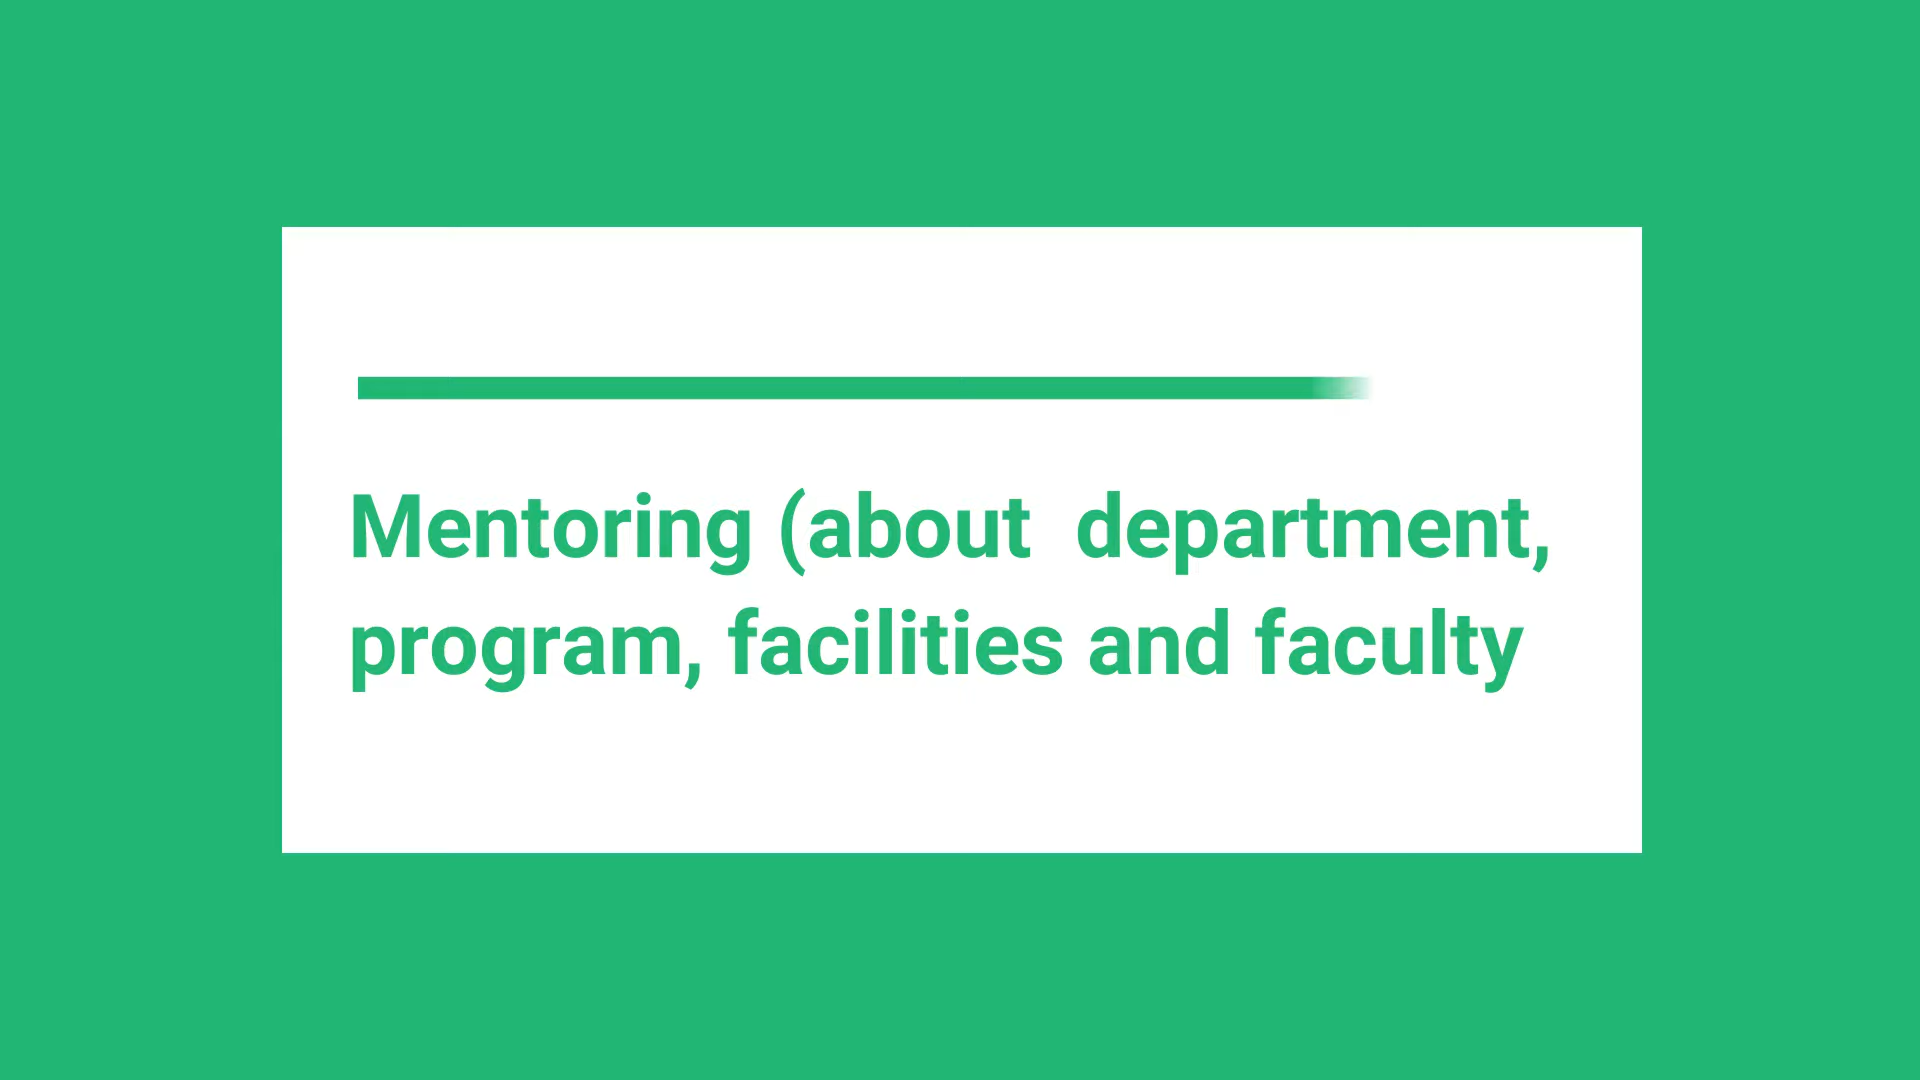 Mentoring (about  department,
program, facilities and faculty